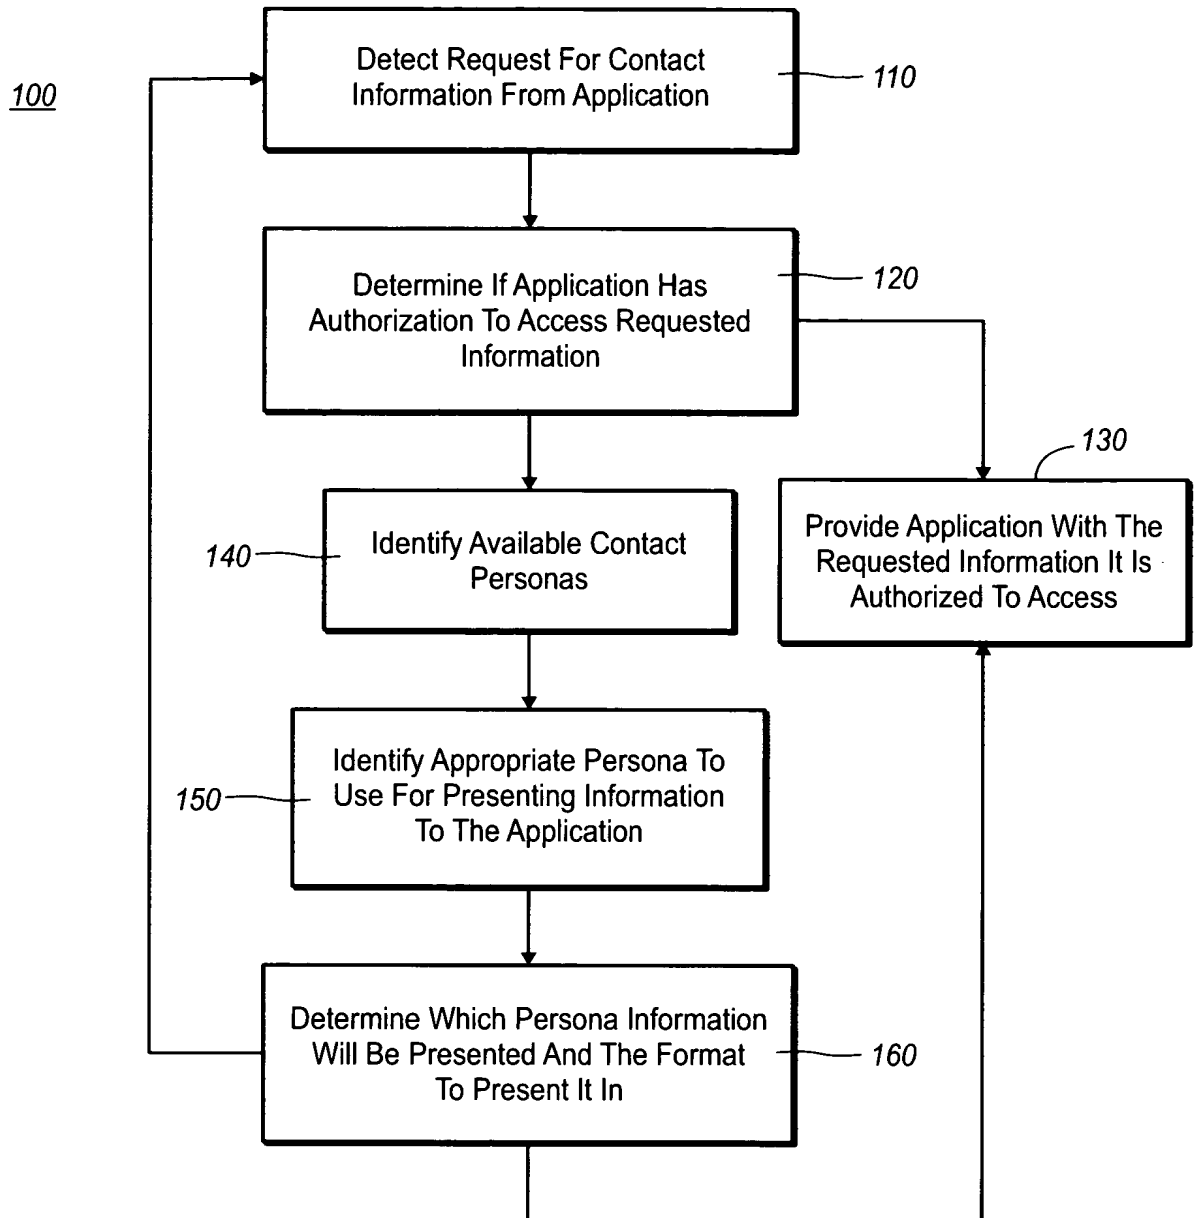 100
Detect Request For Contact
Information From Application
110
Determine If Application Has
Authorization To Access Requested
Information
120
130
Provide Application With The
Requested Information It Is
Authorized To Access
140
Identify Available Contact
Personas
150
Identify Appropriate Persona To
Use For Presenting Information
To The Application
Determine Which Persona Information
Will Be Presented And The Format
To Present It In
160